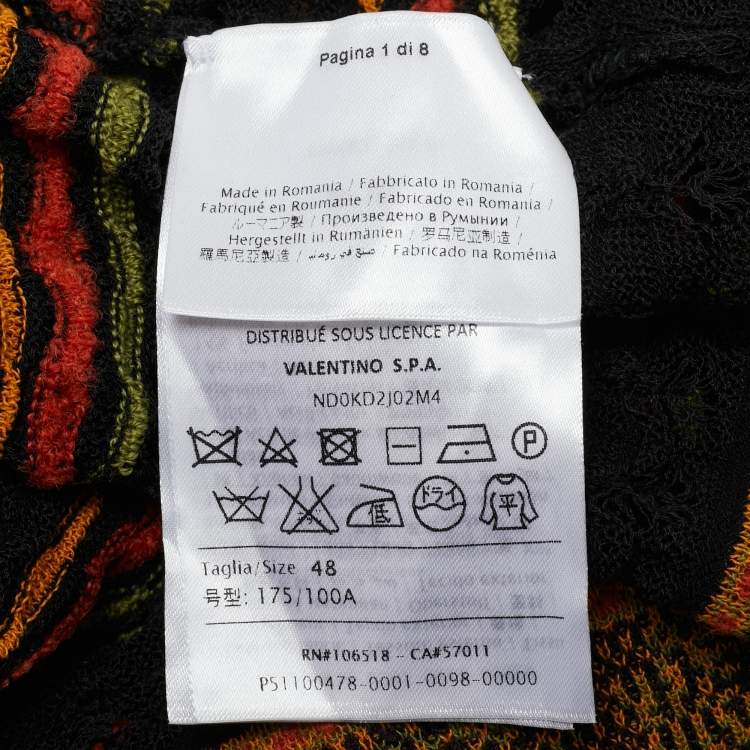 Pagina 1 di 8
Made in Romania / Fabbricato in Romania /
Fabriqué en Roumanie / Fabricado en Romania /
ルーマニア製 / Произведено в Румынии /
Hergestellt in Rumänien / 罗马尼亚制造 /
羅馬尼亞製造 / صنع في رومانيا / Fabricado na Roménia
DISTRIBUÉ SOUS LICENCE PAR
VALENTINO S.P.A.
ND0KD2J02M4
P
低 ドライ 平
Taglia/Size 48
号型: 175/100A
RN#106518 - CA#57011
P51100478-0001-0098-00000